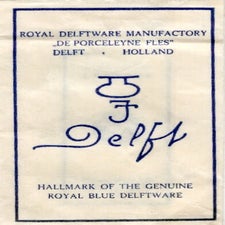 ROYAL DELFTWARE MANUFACTORY
„DE PORCELEYNE FLES”
DELFT · HOLLAND
Delft
HALLMARK OF THE GENUINE
ROYAL BLUE DELFTWARE